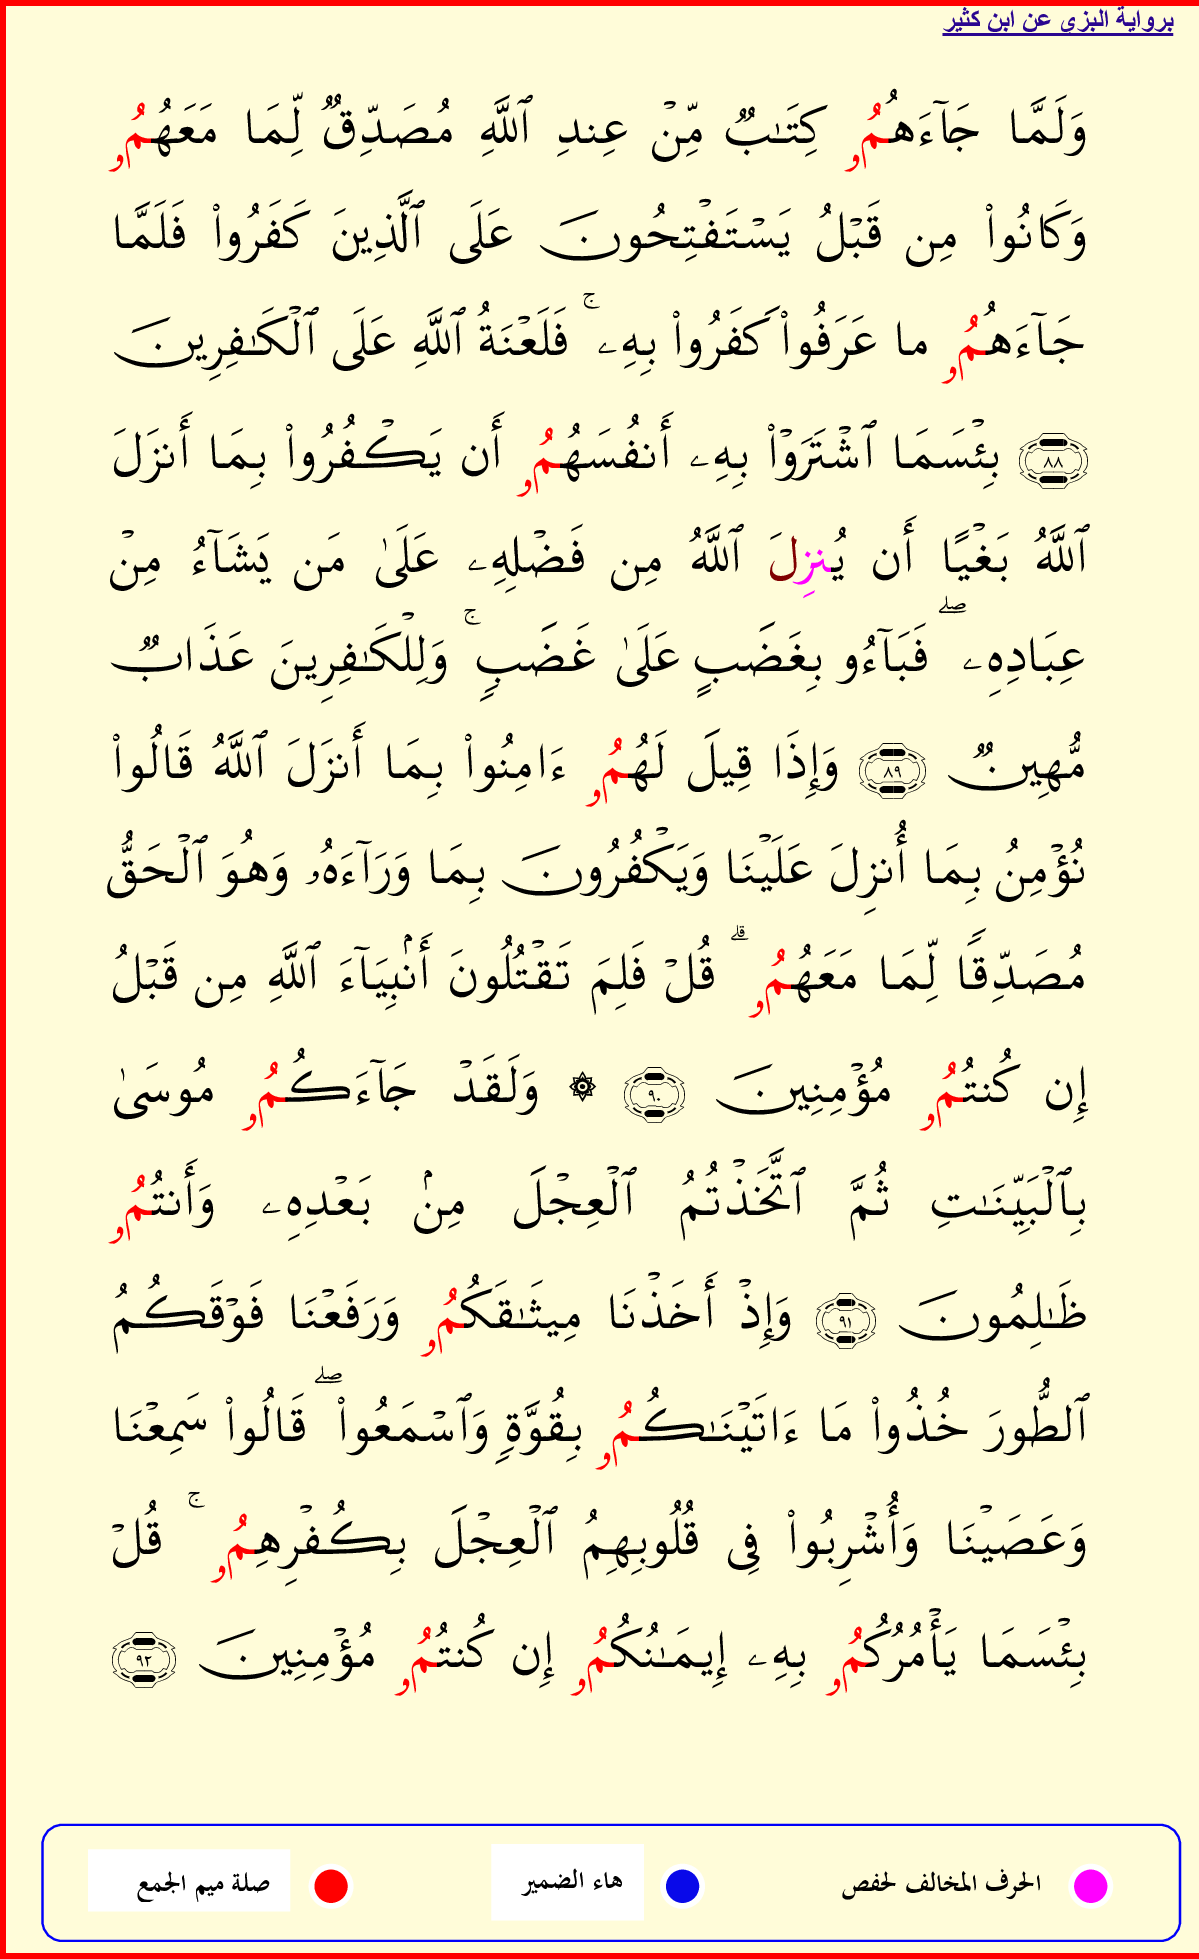 برواية البزى عن ابن كثير
وَلَمَّا جَآءَهُمُۥ كِتَـٰبٌ مِّنْ عِندِ ٱللَّهِ مُصَدِّقٌ لِّمَا مَعَهُمُۥ
وَكَانُوا۟ مِن قَبْلُ يَسْتَفْتِحُونَ عَلَى ٱلَّذِينَ كَفَرُوا۟ فَلَمَّا
جَآءَهُمُۥ ما عَرَفُوا۟ كَفَرُوا۟ بِهِۦ ۚ فَلَعْنَةُ ٱللَّهِ عَلَى ٱلْكَـٰفِرِينَ
٨٨ بِئْسَمَا ٱشْتَرَوْا۟ بِهِۦ أَنفُسَهُمُۥ أَن يَكْفُرُوا۟ بِمَا أَنزَلَ
ٱللَّهُ بَغْيًا أَن يُنزِلَ ٱللَّهُ مِن فَضْلِهِۦ عَلَىٰ مَن يَشَآءُ مِنْ
عِبَادِهِۦ ۖ فَبَآءُو بِغَضَبٍ عَلَىٰ غَضَبٍ ۚ وَلِلْكَـٰفِرِينَ عَذَابٌ
مُّهِينٌ ٨٩ وَإِذَا قِيلَ لَهُمُۥ ءَامِنُوا۟ بِمَا أَنزَلَ ٱللَّهُ قَالُوا۟
نُؤْمِنُ بِمَا أُنزِلَ عَلَيْنَا وَيَكْفُرُونَ بِمَا وَرَآءَهُۥ وَهُوَ ٱلْحَقُّ
مُصَدِّقًا لِّمَا مَعَهُمُۥ ۗ قُلْ فَلِمَ تَقْتُلُونَ أَنۢبِيَآءَ ٱللَّهِ مِن قَبْلُ
إِن كُنتُمُۥ مُؤْمِنِينَ ٩٠ ۞ وَلَقَدْ جَآءَكُمُۥ مُوسَىٰ
بِٱلْبَيِّنَـٰتِ ثُمَّ ٱتَّخَذْتُمُ ٱلْعِجْلَ مِنۢ بَعْدِهِۦ وَأَنتُمُۥ
ظَـٰلِمُونَ ٩١ وَإِذْ أَخَذْنَا مِيثَـٰقَكُمُۥ وَرَفَعْنَا فَوْقَكُمُ
ٱلطُّورَ خُذُوا۟ مَا ءَاتَيْنَـٰكُمُۥ بِقُوَّةٍ وَٱسْمَعُوا۟ ۖ قَالُوا۟ سَمِعْنَا
وَعَصَيْنَا وَأُشْرِبُوا۟ فِى قُلُوبِهِمُ ٱلْعِجْلَ بِكُفْرِهِمُۥ ۚ قُلْ
بِئْسَمَا يَأْمُرُكُمُۥ بِهِۦ إِيمَـٰنُكُمُۥ إِن كُنتُمُۥ مُؤْمِنِينَ ٩٢
الحرف المخالف لحفص هاء الضمير صلة ميم الجمع